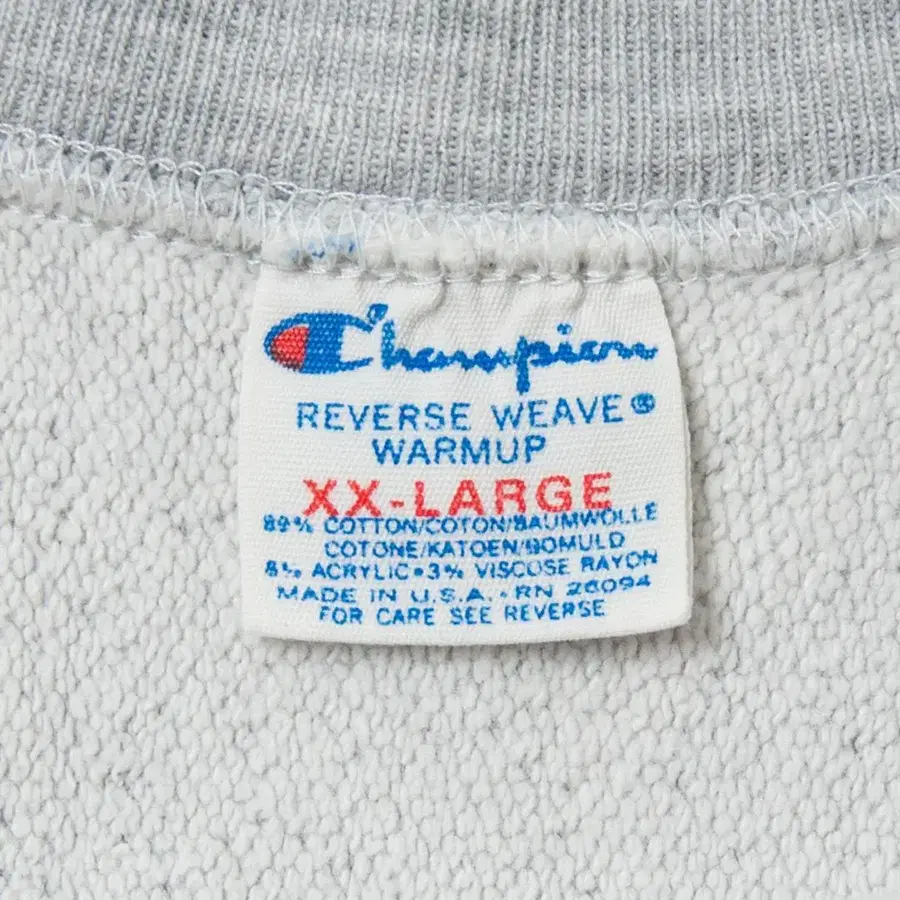 Champion
REVERSE WEAVE®
WARMUP
XX-LARGE
89% COTTON/COTON/BAUMWOLLE
COTONE/KATOEN/BOMULD
8% ACRYLIC•3% VISCOSE RAYON
MADE IN U.S.A.•RN 26094
FOR CARE SEE REVERSE